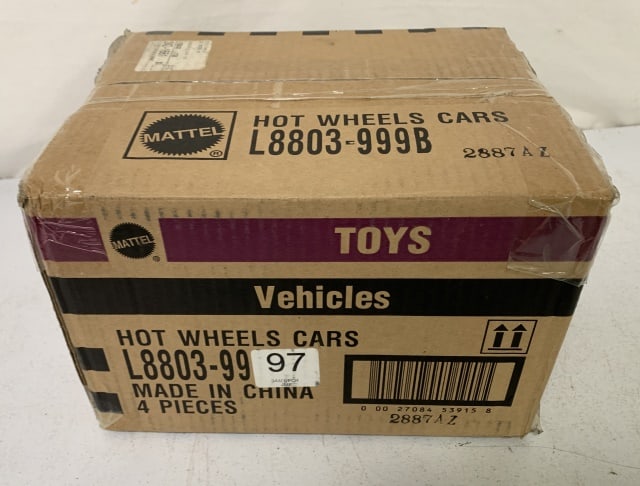 MATTEL
®
HOT WHEELS CARS
L8803-999B
2887AZ
MATTEL
®
TOYS
Vehicles
HOT WHEELS CARS
L8803-99
97
MADE IN CHINA
4 PIECES
0 00 27084 53915 8
2887AZ